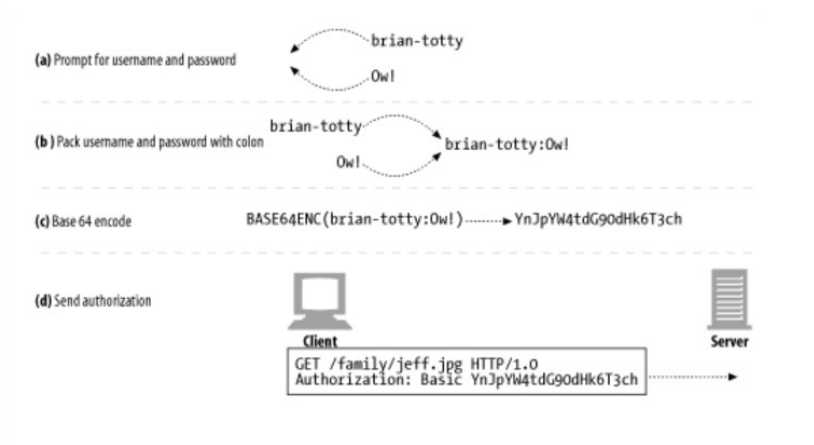 brian-totty
(a) Prompt for username and password
Ow!
brian-totty
(b) Pack username and password with colon
brian-totty:Ow!
Ow!
(c) Base 64 encode
BASE64ENC(brian-totty:Ow!) YnJpYW4tdG90dHk6T3ch
(d) Send authorization
Client
Server
GET /family/jeff.jpg HTTP/1.0
Authorization: Basic YnJpYW4tdG90dHk6T3ch